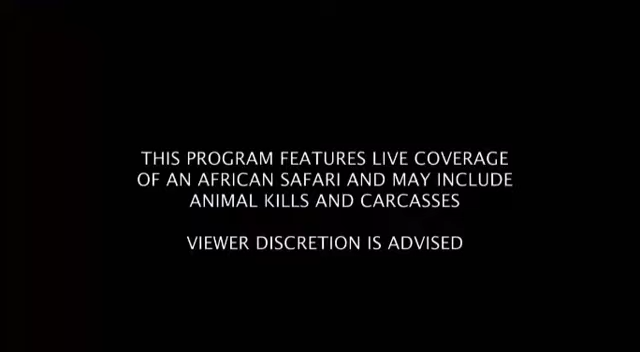 THIS PROGRAM FEATURES LIVE COVERAGE
OF AN AFRICAN SAFARI AND MAY INCLUDE
ANIMAL KILLS AND CARCASSES
VIEWER DISCRETION IS ADVISED